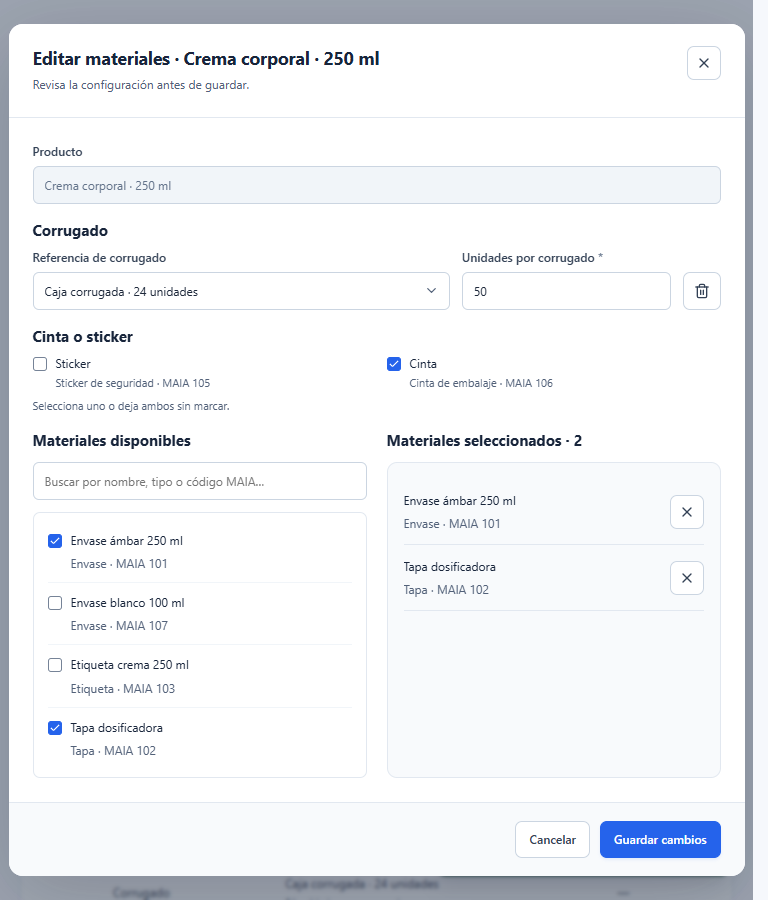 Editar materiales · Crema corporal · 250 ml
Revisa la configuración antes de guardar.
Producto
Crema corporal · 250 ml
Corrugado
Referencia de corrugado
Unidades por corrugado *
Caja corrugada · 24 unidades
50
Cinta o sticker
Sticker
Sticker de seguridad · MAIA 105
Cinta
Cinta de embalaje · MAIA 106
Selecciona uno o deja ambos sin marcar.
Materiales disponibles
Buscar por nombre, tipo o código MAIA...
Envase ámbar 250 ml
Envase · MAIA 101
Envase blanco 100 ml
Envase · MAIA 107
Etiqueta crema 250 ml
Etiqueta · MAIA 103
Tapa dosificadora
Tapa · MAIA 102
Materiales seleccionados · 2
Envase ámbar 250 ml
Envase · MAIA 101
Tapa dosificadora
Tapa · MAIA 102
Cancelar
Guardar cambios
Corrugado
Caja corrugada · 24 unidades